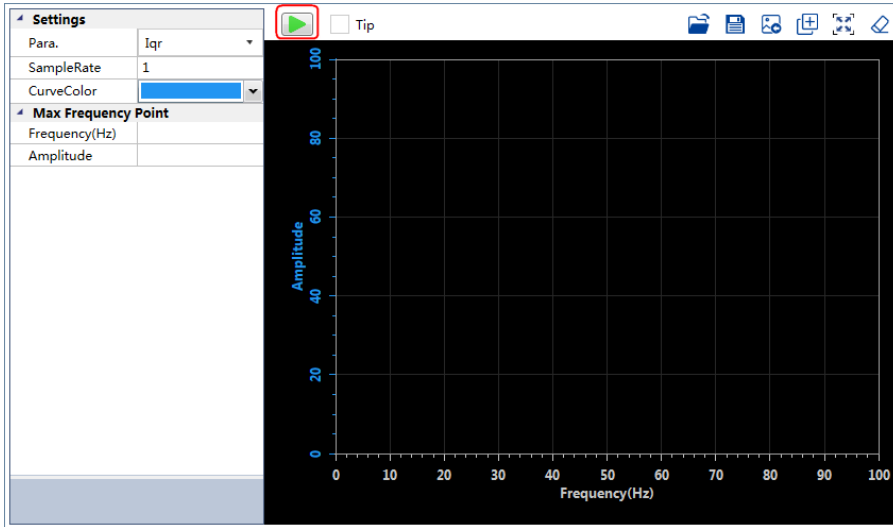 Settings
Para. Iqr
SampleRate 1
CurveColor
Max Frequency Point
Frequency(Hz)
Amplitude
Tip
100
80
60
40
20
0
Amplitude
0 10 20 30 40 50 60 70 80 90 100
Frequency(Hz)